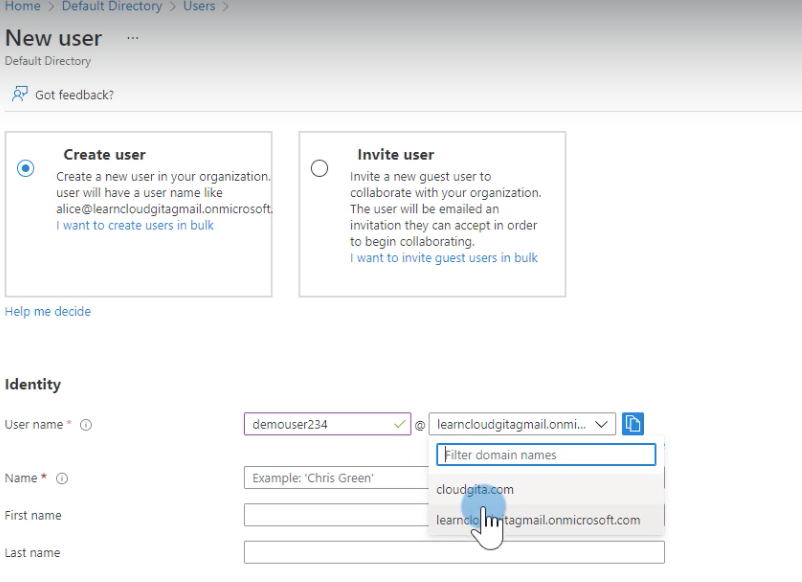 Home > Default Directory > Users >
New user ...
Default Directory
Got feedback?
Create user
Create a new user in your organization.
user will have a user name like
alice@learncloudgitagmail.onmicrosoft.
I want to create users in bulk
Invite user
Invite a new guest user to
collaborate with your organization.
The user will be emailed an
invitation they can accept in order
to begin collaborating.
I want to invite guest users in bulk
Help me decide
Identity
User name * demouser234 @ learncloudgitagmail.onmi...
Filter domain names
Name * Example: 'Chris Green'
cloudgita.com
First name
learncloudgitagmail.onmicrosoft.com
Last name